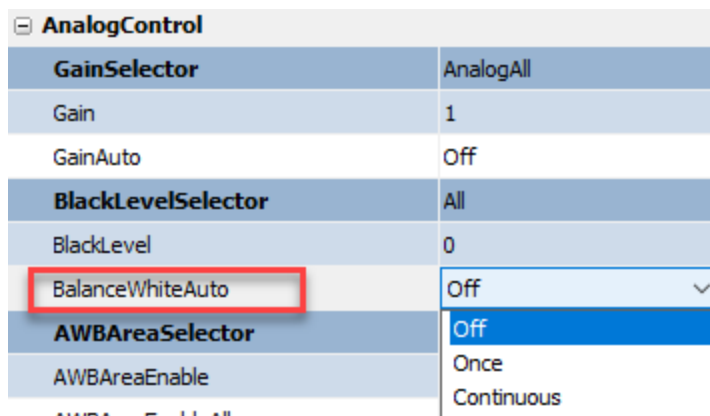 AnalogControl
GainSelector AnalogAll
Gain 1
GainAuto Off
BlackLevelSelector All
BlackLevel 0
BalanceWhiteAuto Off
AWBAreaSelector Off
Once
AWBAreaEnable
Continuous